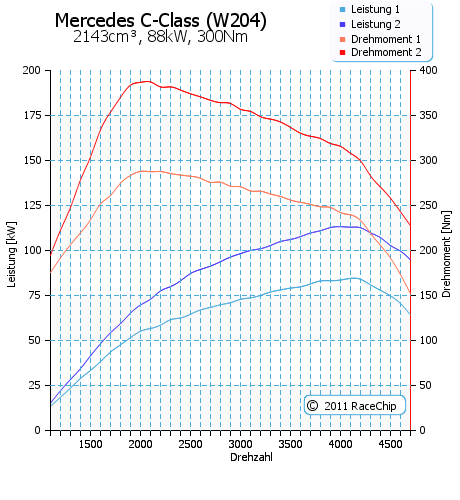 Mercedes C-Class (W204)
2143cm³, 88kW, 300Nm
Leistung 1
Leistung 2
Drehmoment 1
Drehmoment 2
200
175
150
125
100
75
50
25
0
Leistung [kW]
400
350
300
250
200
150
100
50
0
Drehmoment [Nm]
1500 2000 2500 3000 3500 4000 4500
Drehzahl
© 2011 RaceChip